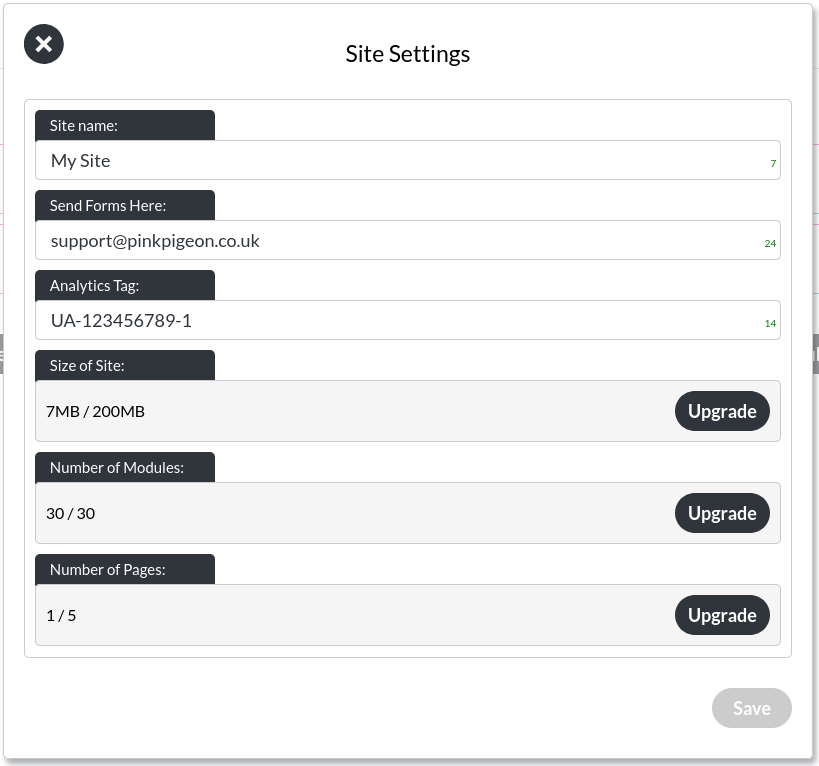 Site Settings
Site name:
My Site
7
Send Forms Here:
support@pinkpigeon.co.uk
24
Analytics Tag:
UA-123456789-1
14
Size of Site:
7MB / 200MB
Upgrade
Number of Modules:
30 / 30
Upgrade
Number of Pages:
1 / 5
Upgrade
Save